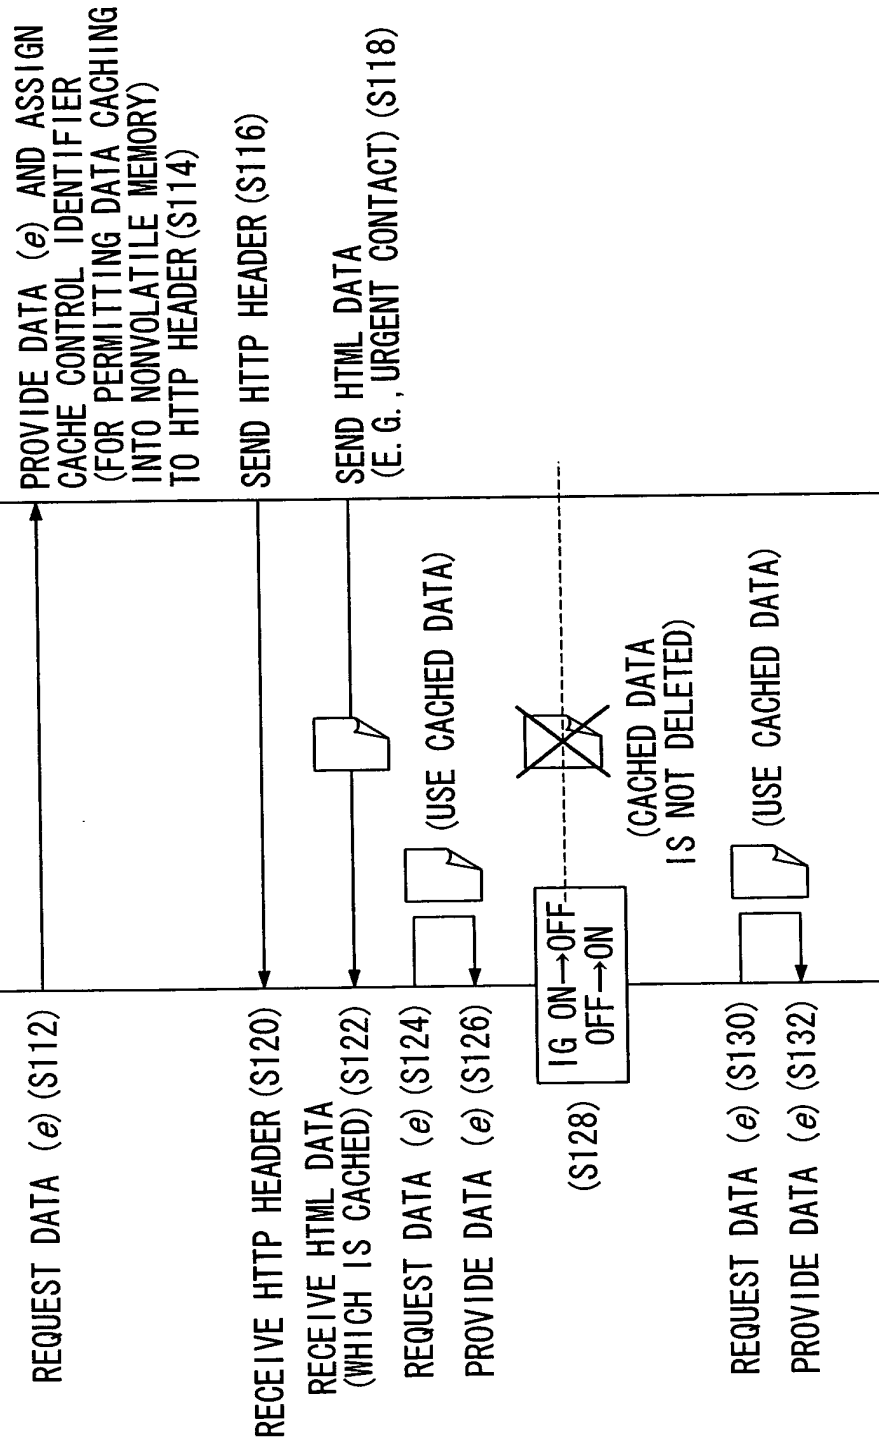 REQUEST DATA (e) (S112)
PROVIDE DATA (e) AND ASSIGN
CACHE CONTROL IDENTIFIER
(FOR PERMITTING DATA CACHING
INTO NONVOLATILE MEMORY)
TO HTTP HEADER (S114)
SEND HTTP HEADER (S116)
RECEIVE HTTP HEADER (S120)
SEND HTML DATA
(E. G., URGENT CONTACT) (S118)
RECEIVE HTML DATA
(WHICH IS CACHED) (S122)
REQUEST DATA (e) (S124)
(USE CACHED DATA)
PROVIDE DATA (e) (S126)
IG ON→OFF
OFF→ON
(S128)
(CACHED DATA
IS NOT DELETED)
REQUEST DATA (e) (S130)
(USE CACHED DATA)
PROVIDE DATA (e) (S132)